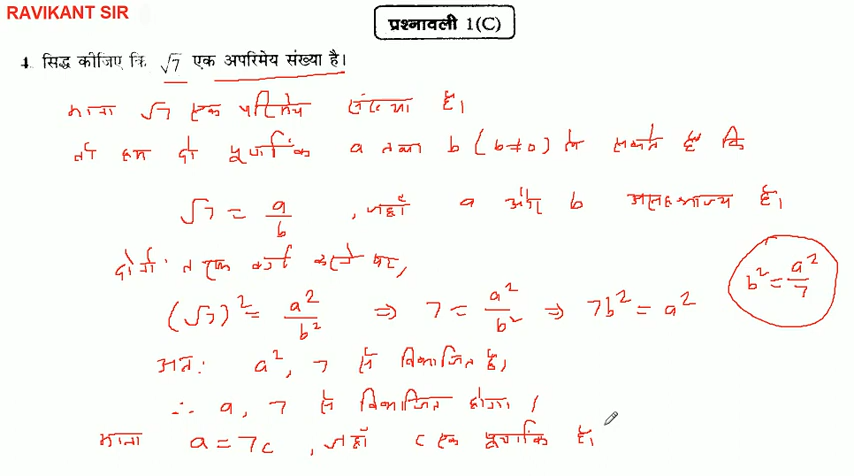 RAVIKANT SIR
प्रश्नावली 1(C)
1. सिद्ध कीजिए कि √7 एक अपरिमेय संख्या है।
माना √7 एक परिमेय संख्या है।
तो हम दो पूर्णांक a तथा b (b≠0) ले सकते हैं कि
√7 = a/b , जहाँ a और b असहभाज्य हैं।
दोनों तरफ वर्ग करने पर,
(√7)² = a²/b² ⇒ 7 = a²/b² ⇒ 7b² = a²
b² = a²/7
अतः a², 7 से विभाजित है,
∴ a, 7 से विभाजित होगा।
माना a = 7c , जहाँ c एक पूर्णांक है।